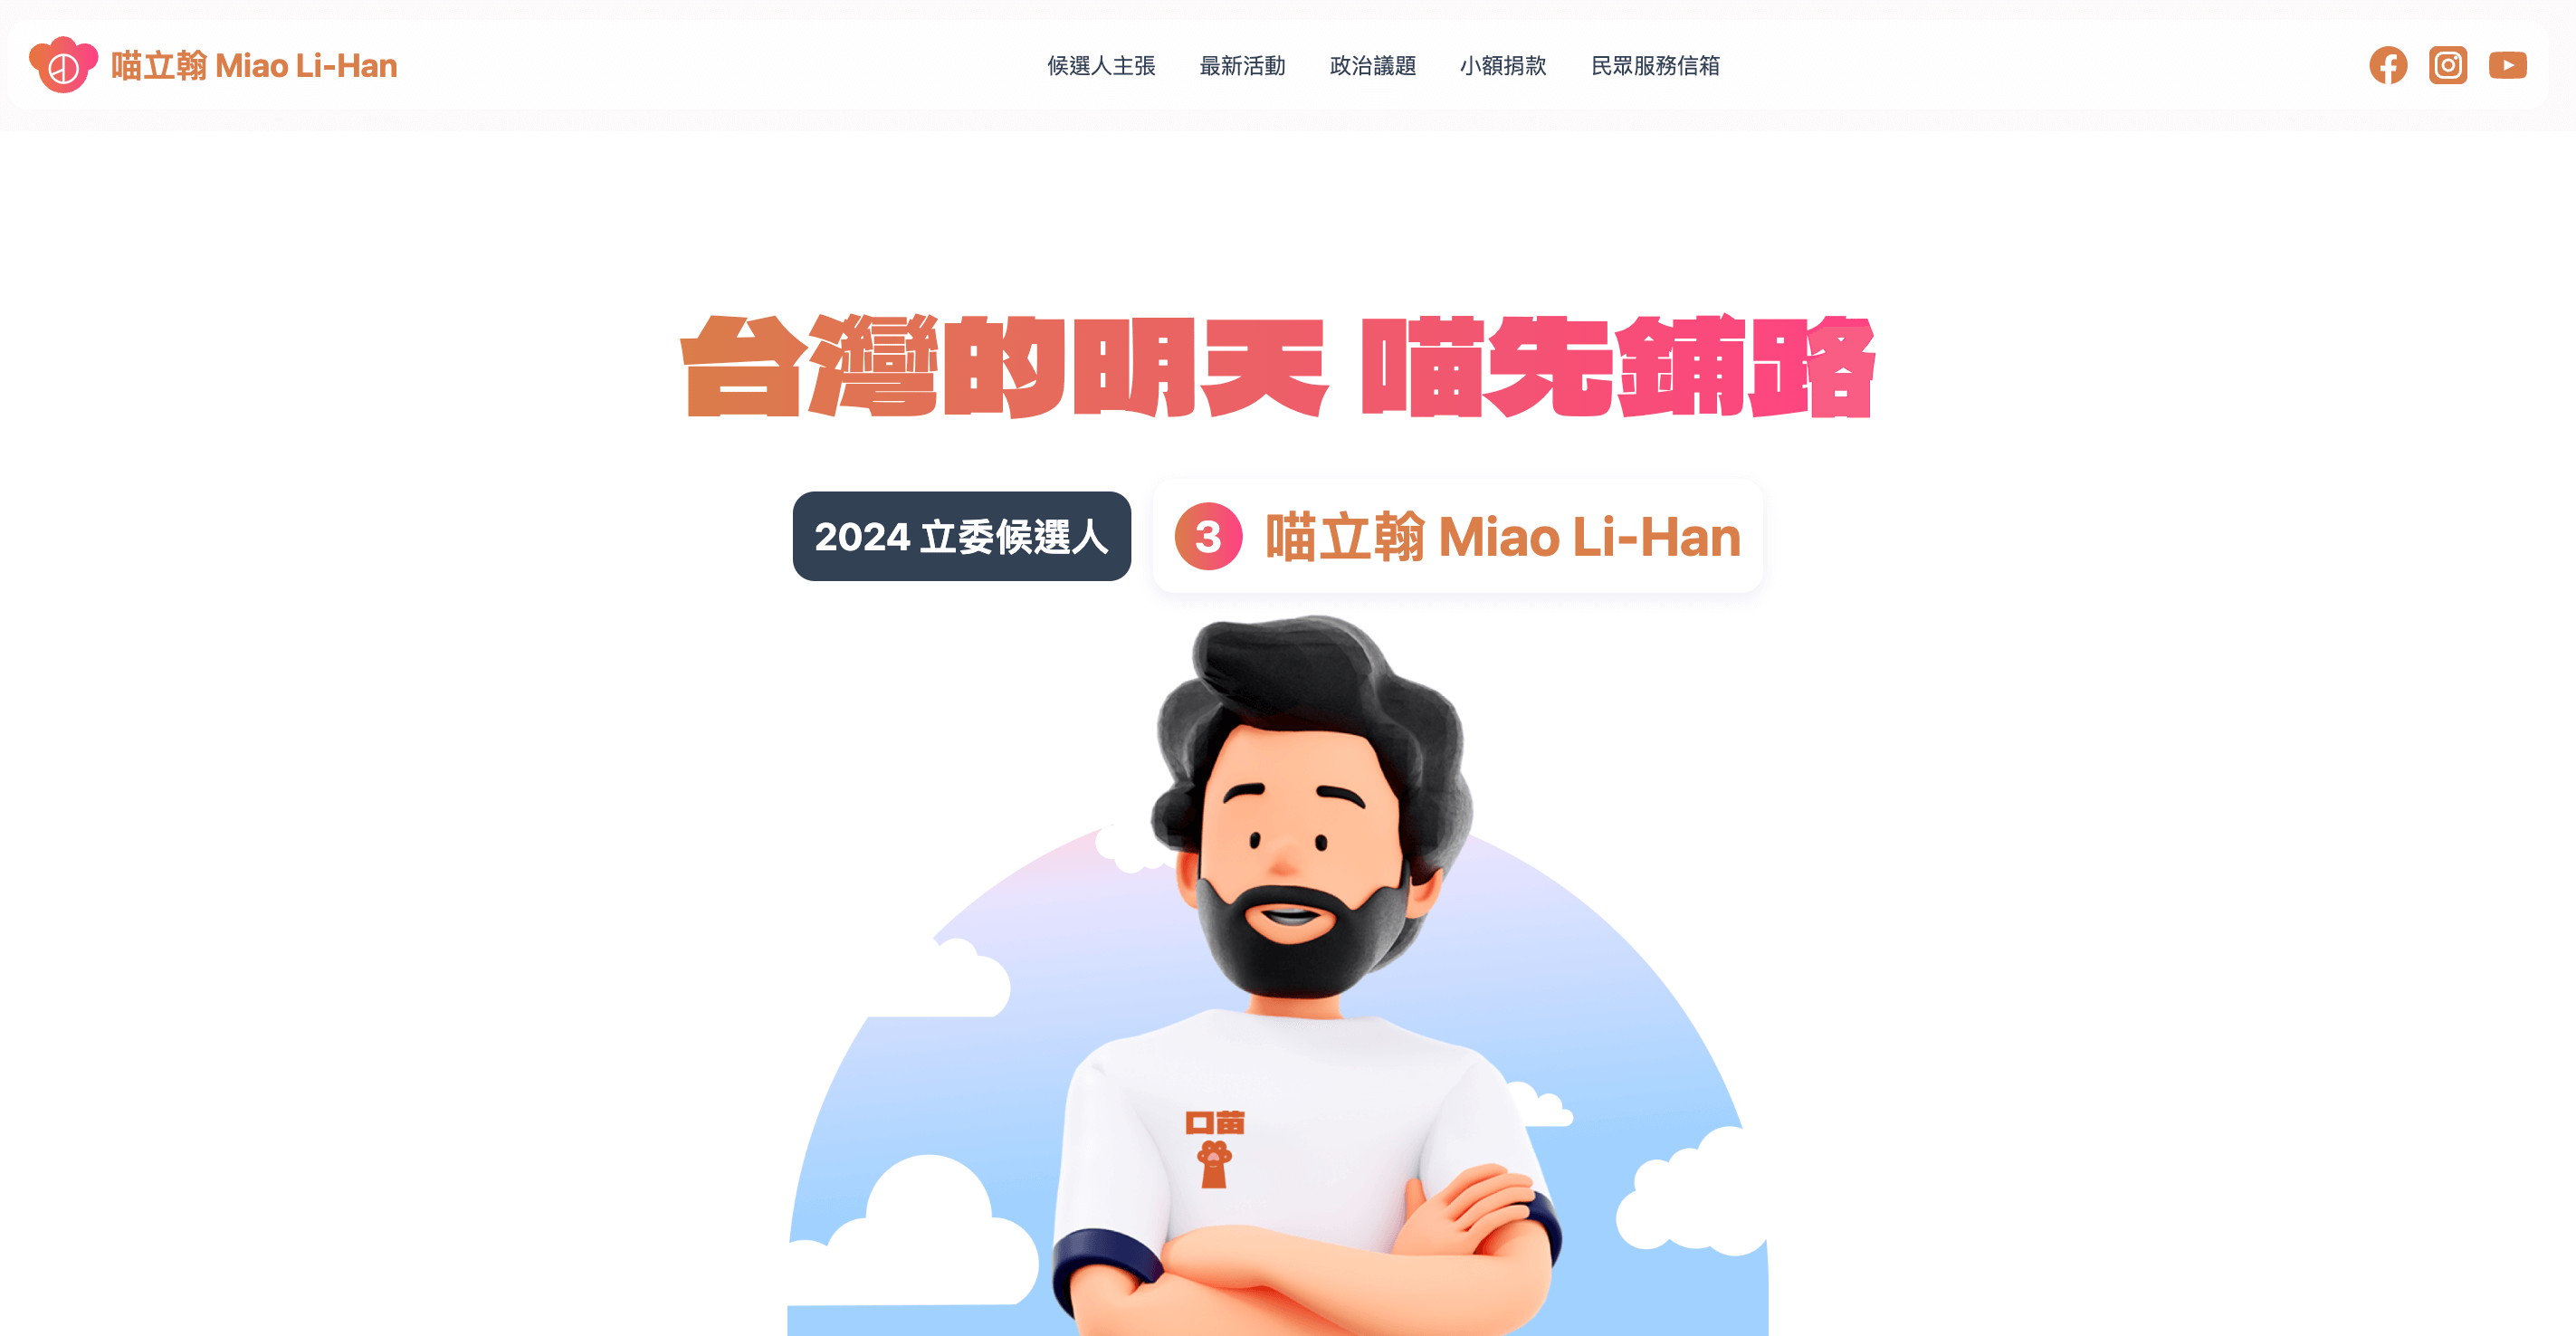 喵立翰 Miao Li-Han
候選人主張 最新活動 政治議題 小額捐款 民眾服務信箱
台灣的明天 喵先鋪路
2024 立委候選人
3 喵立翰 Miao Li-Han
口苗